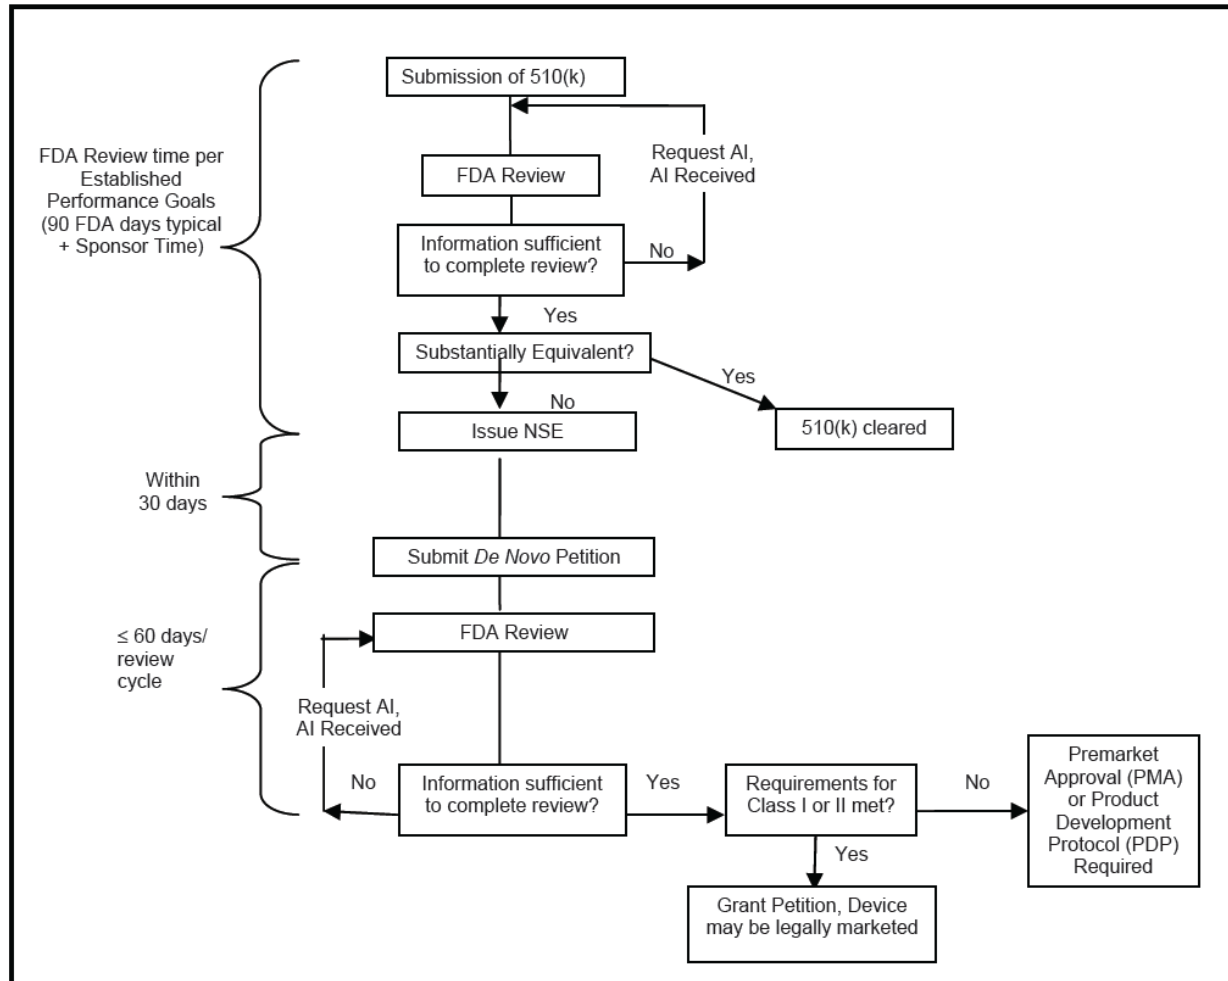 Submission of 510(k)
Request AI,
AI Received
FDA Review time per
Established
Performance Goals
(90 FDA days typical
+ Sponsor Time)
FDA Review
Information sufficient
to complete review?
No
Yes
Substantially Equivalent?
Yes
No
Issue NSE
510(k) cleared
Within
30 days
Submit De Novo Petition
FDA Review
≤ 60 days/
review
cycle
Request AI,
AI Received
No
Information sufficient
to complete review?
Yes
Requirements for
Class I or II met?
No
Premarket
Approval (PMA)
or Product
Development
Protocol (PDP)
Required
Yes
Grant Petition, Device
may be legally marketed